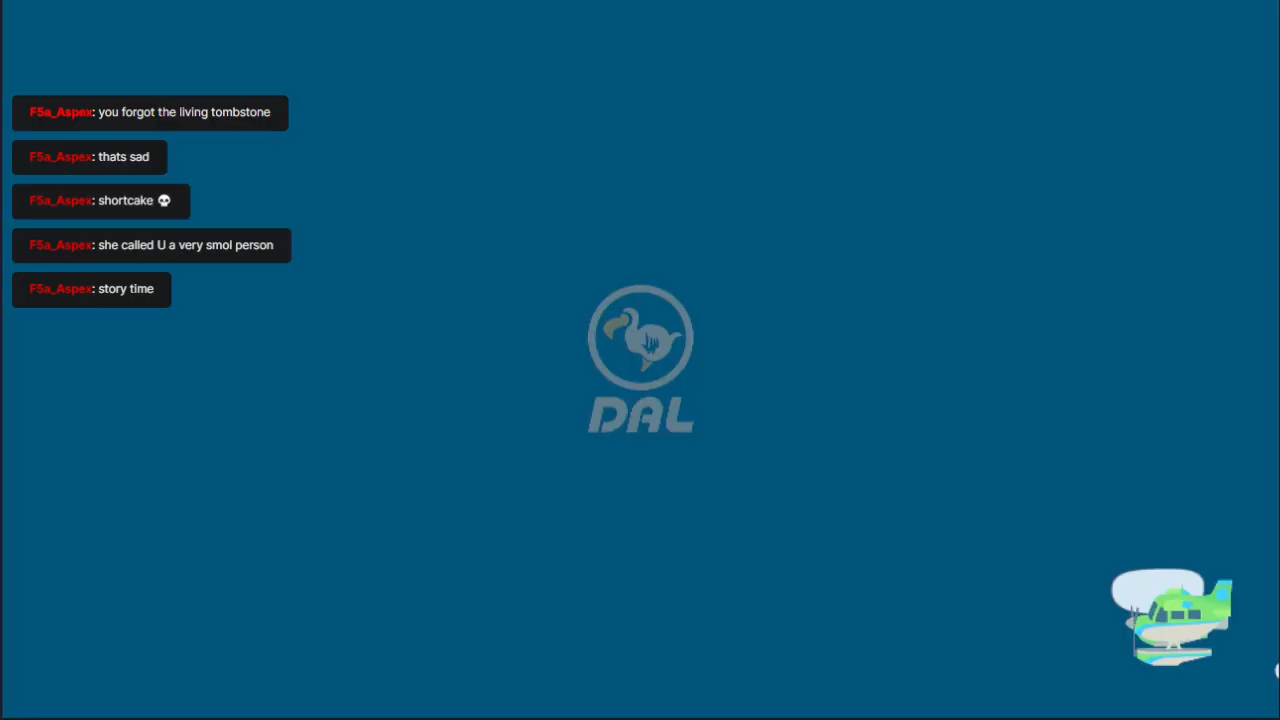 F5a_Aspex: you forgot the living tombstone
F5a_Aspex: thats sad
F5a_Aspex: shortcake 💀
F5a_Aspex: she called U a very smol person
F5a_Aspex: story time
DAL